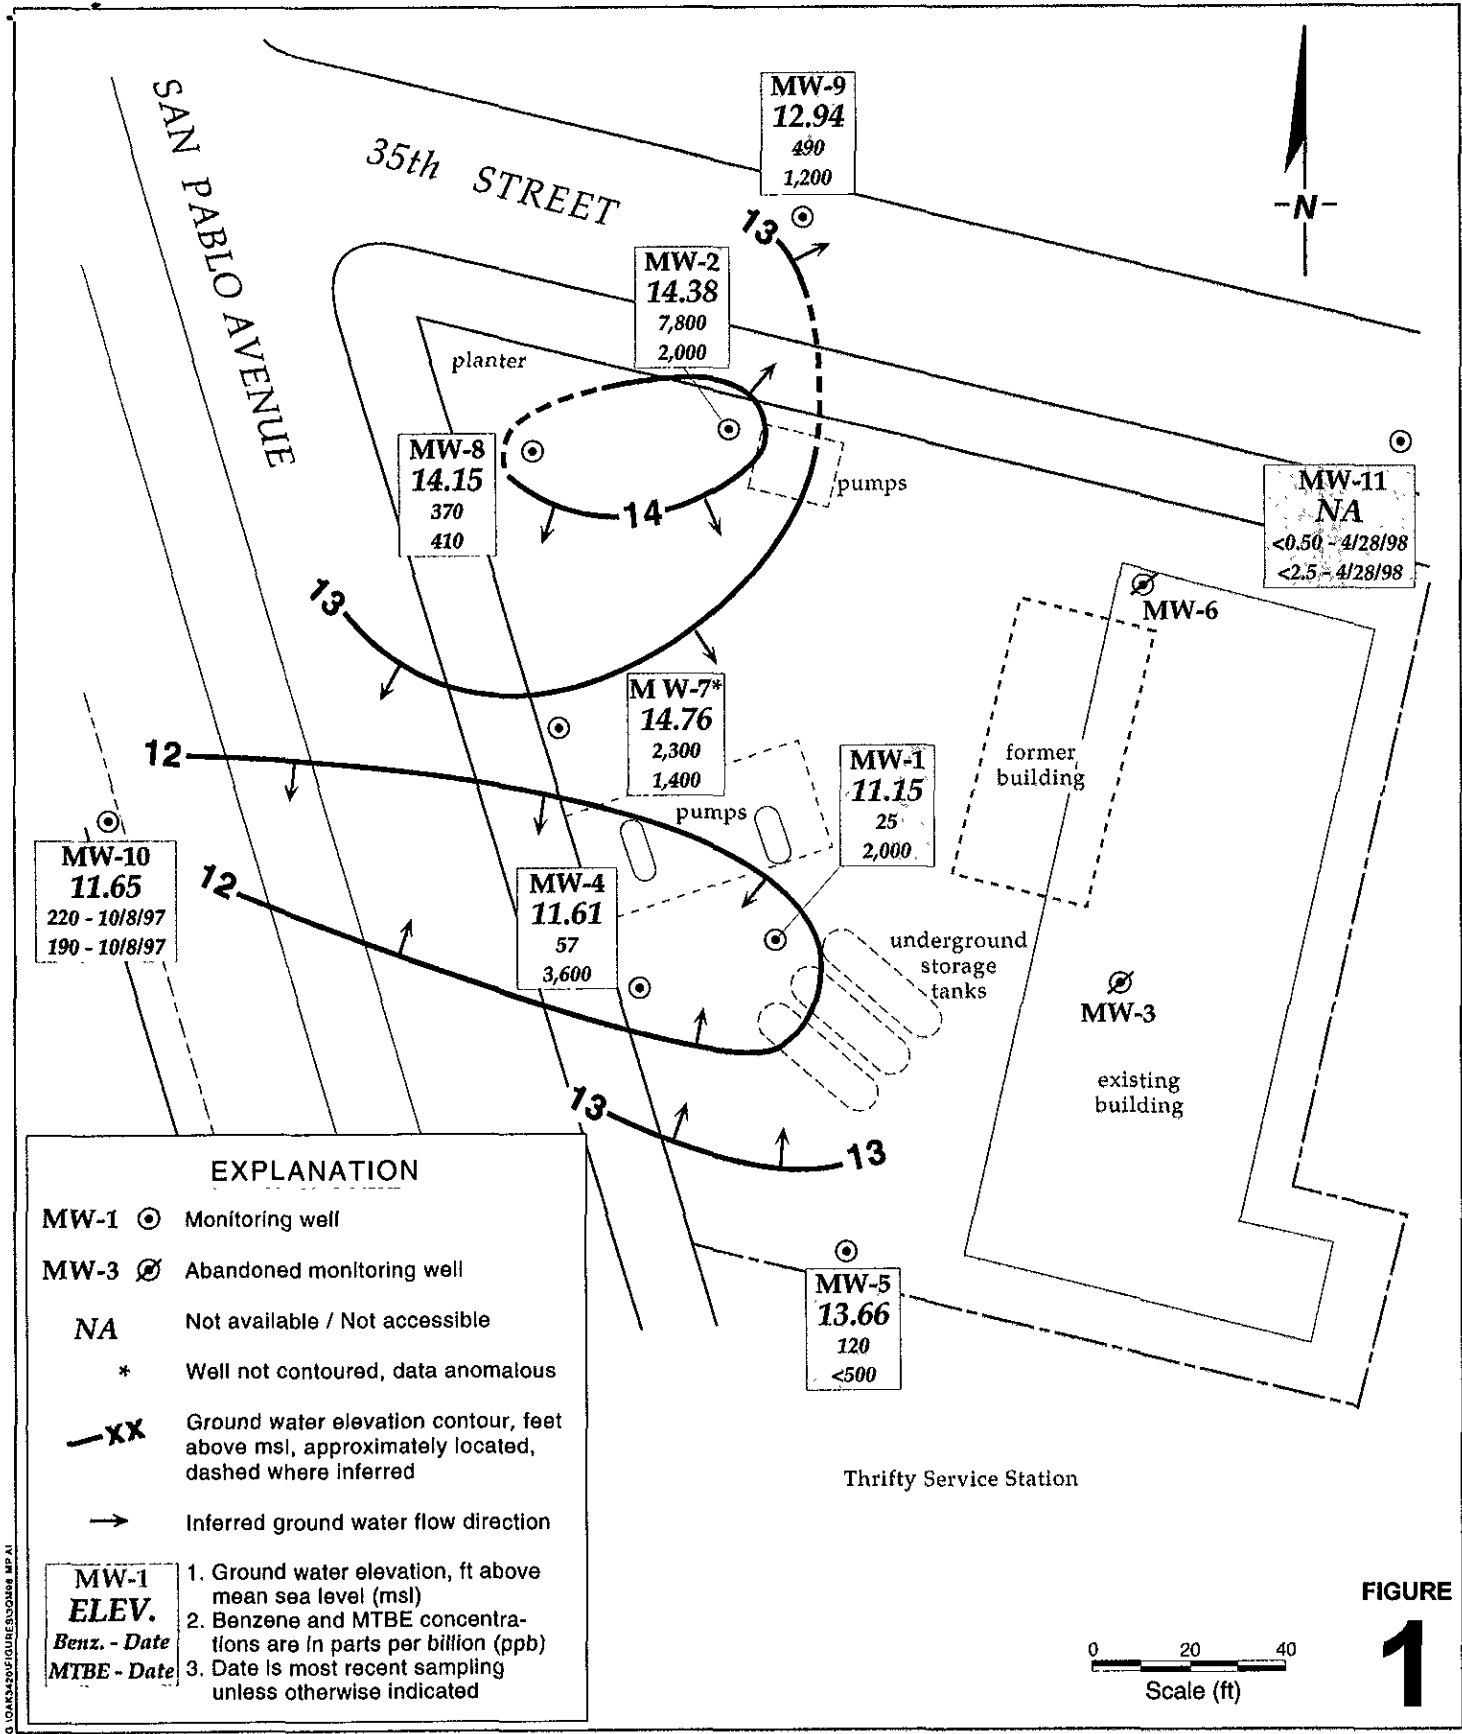 SAN PABLO AVENUE
35th STREET
MW-9
12.94
490
1,200
-N-
13
MW-2
14.38
7,800
2,000
planter
MW-8
14.15
370
410
14
pumps
MW-11
NA
<0.50 - 4/28/98
<2.5 - 4/28/98
MW-6
13
M W-7*
14.76
2,300
1,400
former
building
12
MW-1
11.15
25
2,000
pumps
MW-10
11.65
220 - 10/8/97
190 - 10/8/97
12
MW-4
11.61
57
3,600
underground
storage
tanks
MW-3
existing
building
13
13
MW-5
13.66
120
<500
EXPLANATION
MW-1 Monitoring well
MW-3 Abandoned monitoring well
NA Not available / Not accessible
* Well not contoured, data anomalous
XX Ground water elevation contour, feet
above msl, approximately located,
dashed where inferred
Inferred ground water flow direction
MW-1
ELEV.
Benz. - Date
MTBE - Date
1. Ground water elevation, ft above
mean sea level (msl)
2. Benzene and MTBE concentra-
tions are in parts per billion (ppb)
3. Date is most recent sampling
unless otherwise indicated
Thrifty Service Station
0 20 40
Scale (ft)
FIGURE
1